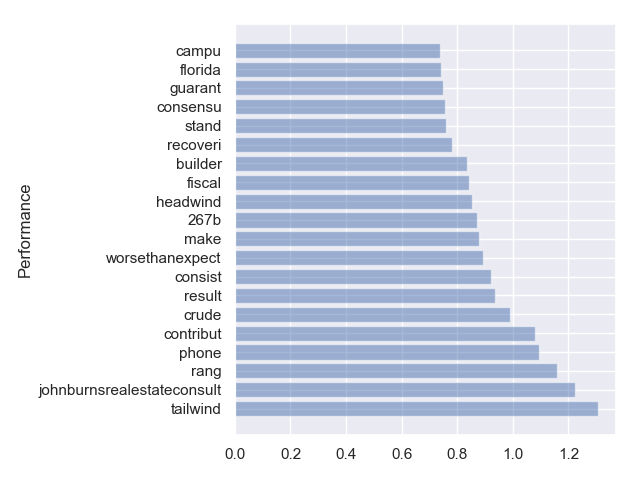 campu
florida
guarant
consensu
stand
recoveri
builder
fiscal
headwind
267b
make
worsethanexpect
consist
result
crude
contribut
phone
rang
johnburnsrealestateconsult
tailwind
Performance
0.0 0.2 0.4 0.6 0.8 1.0 1.2